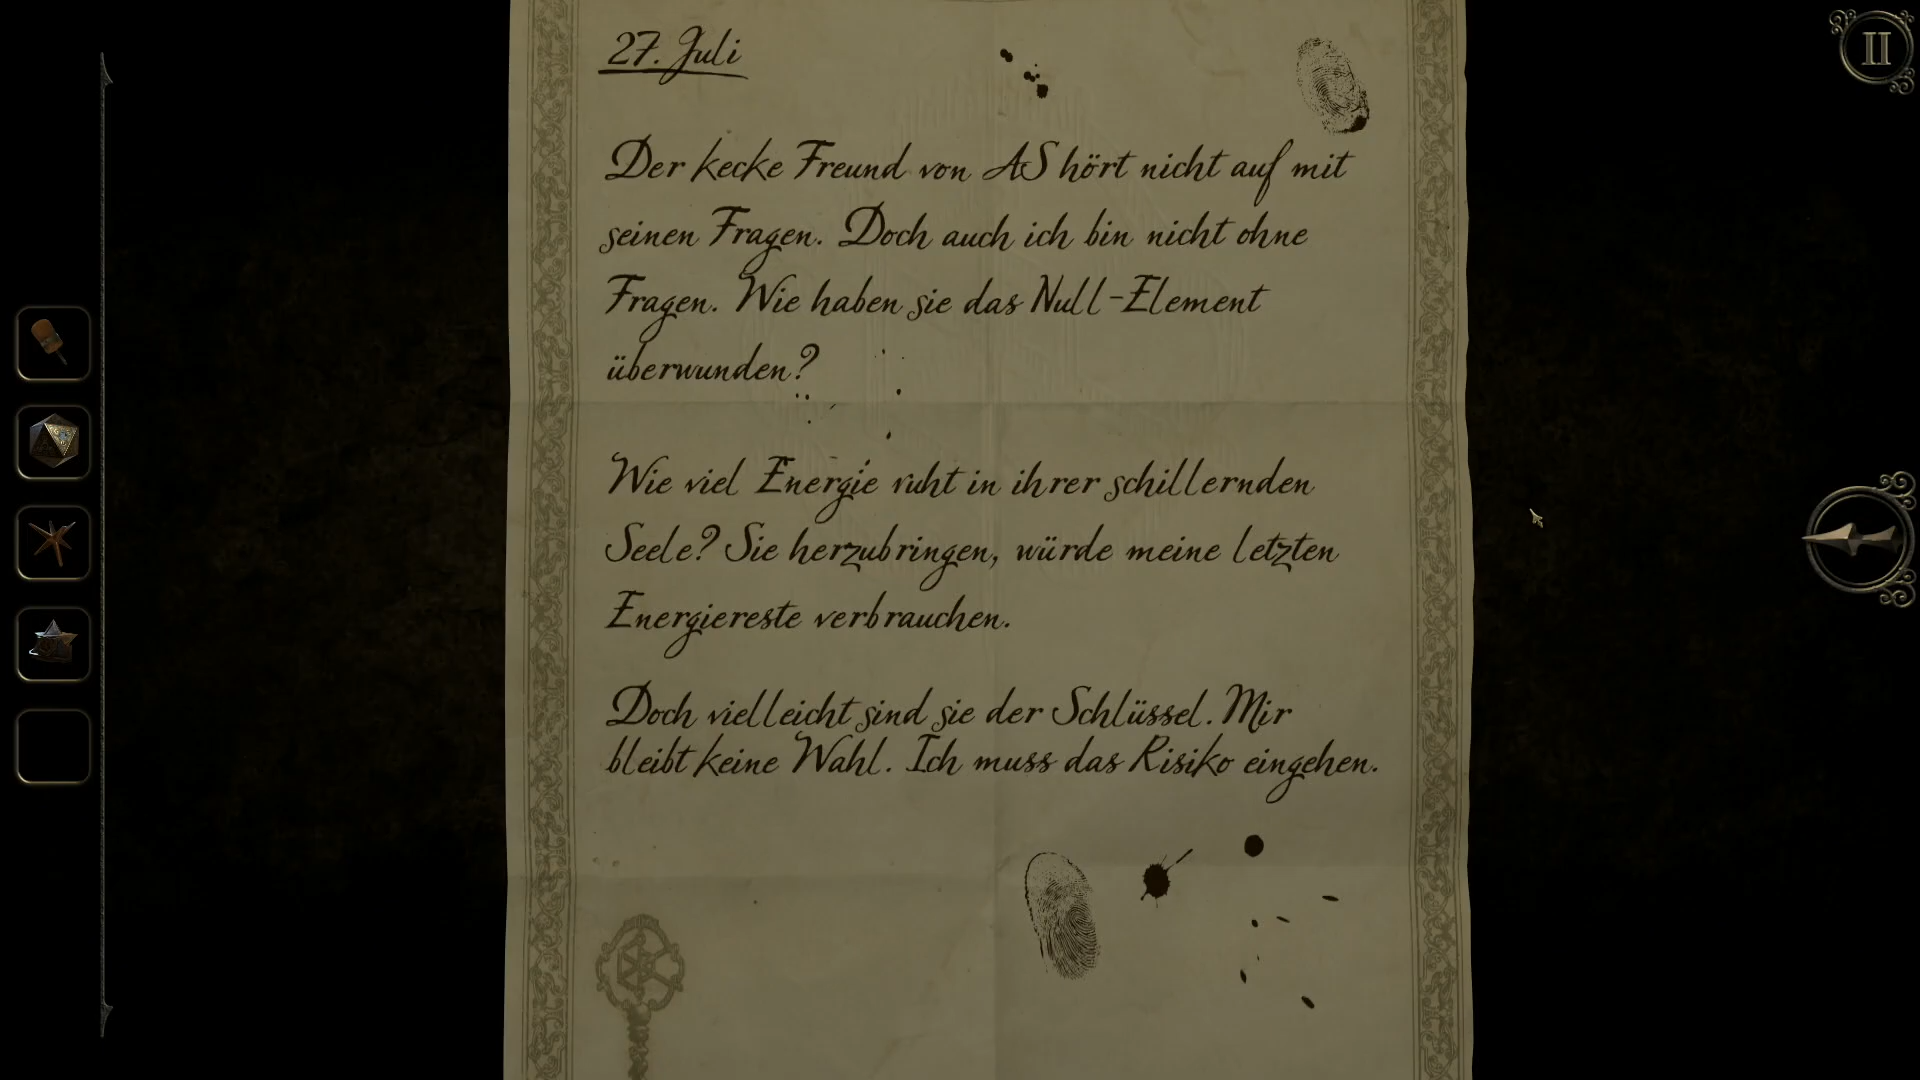 27. Juli
Der kecke Freund von AS hört nicht auf mit
seinen Fragen. Doch auch ich bin nicht ohne
Fragen. Wie haben sie das Null-Element
überwunden?
Wie viel Energie ruht in ihrer schillernden
Seele? Sie herzubringen, würde meine letzten
Energiereste verbrauchen.
Doch vielleicht sind sie der Schlüssel. Mir
bleibt keine Wahl. Ich muss das Risiko eingehen.